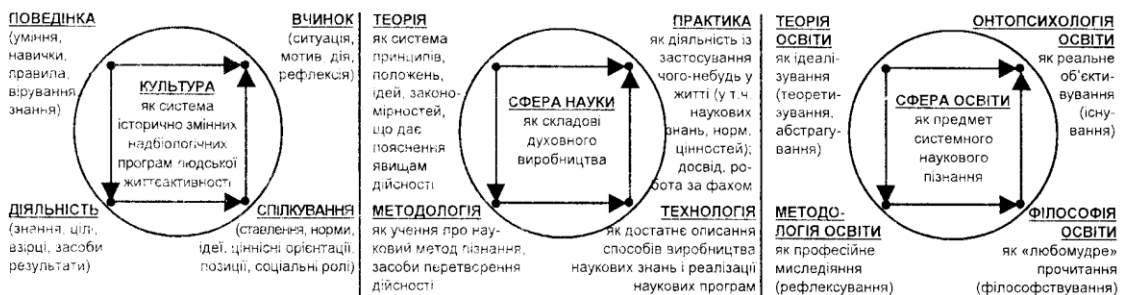 ПОВЕДІНКА
(уміння,
навички,
правила,
вірування,
знання)
ВЧИНОК
(ситуація,
мотив, дія,
рефлексія)
КУЛЬТУРА
як система
історично змінних
надбіологічних
програм людської
життєактивності
ДІЯЛЬНІСТЬ
(знання, цілі,
взірці, засоби
результати)
СПІЛКУВАННЯ
(ставлення, норми,
ідеї, ціннісні орієнтації,
позиції, соціальні ролі)
ТЕОРІЯ
як система
принципів,
положень,
ідей, законо-
мірностей,
що дає
пояснення
явищам
дійсності
ПРАКТИКА
як діяльність із
застосування
чого-небудь у
житті (у т.ч.
наукових
знань, норм,
цінностей);
досвід, ро-
бота за фахом
СФЕРА НАУКИ
як складові
духовного
виробництва
МЕТОДОЛОГІЯ
як учення про нау-
ковий метод пізнання,
засоби перетворення
дійсності
ТЕХНОЛОГІЯ
як достатнє описання
способів виробництва
наукових знань і реалізації
наукових програм
ТЕОРІЯ
ОСВІТИ
як ідеалі-
зування
(теорети-
зування,
абстрагу-
вання)
ОНТОПСИХОЛОГІЯ
ОСВІТИ
як реальне
об'єкти-
вування
(існу-
вання)
СФЕРА ОСВІТИ
як предмет
системного
наукового
пізнання
МЕТОДО-
ЛОГІЯ ОСВІТИ
як професійне
миследіяння
(рефлексування)
ФІЛОСОФІЯ
ОСВІТИ
як «любомудре»
прочитання
(філософствування)